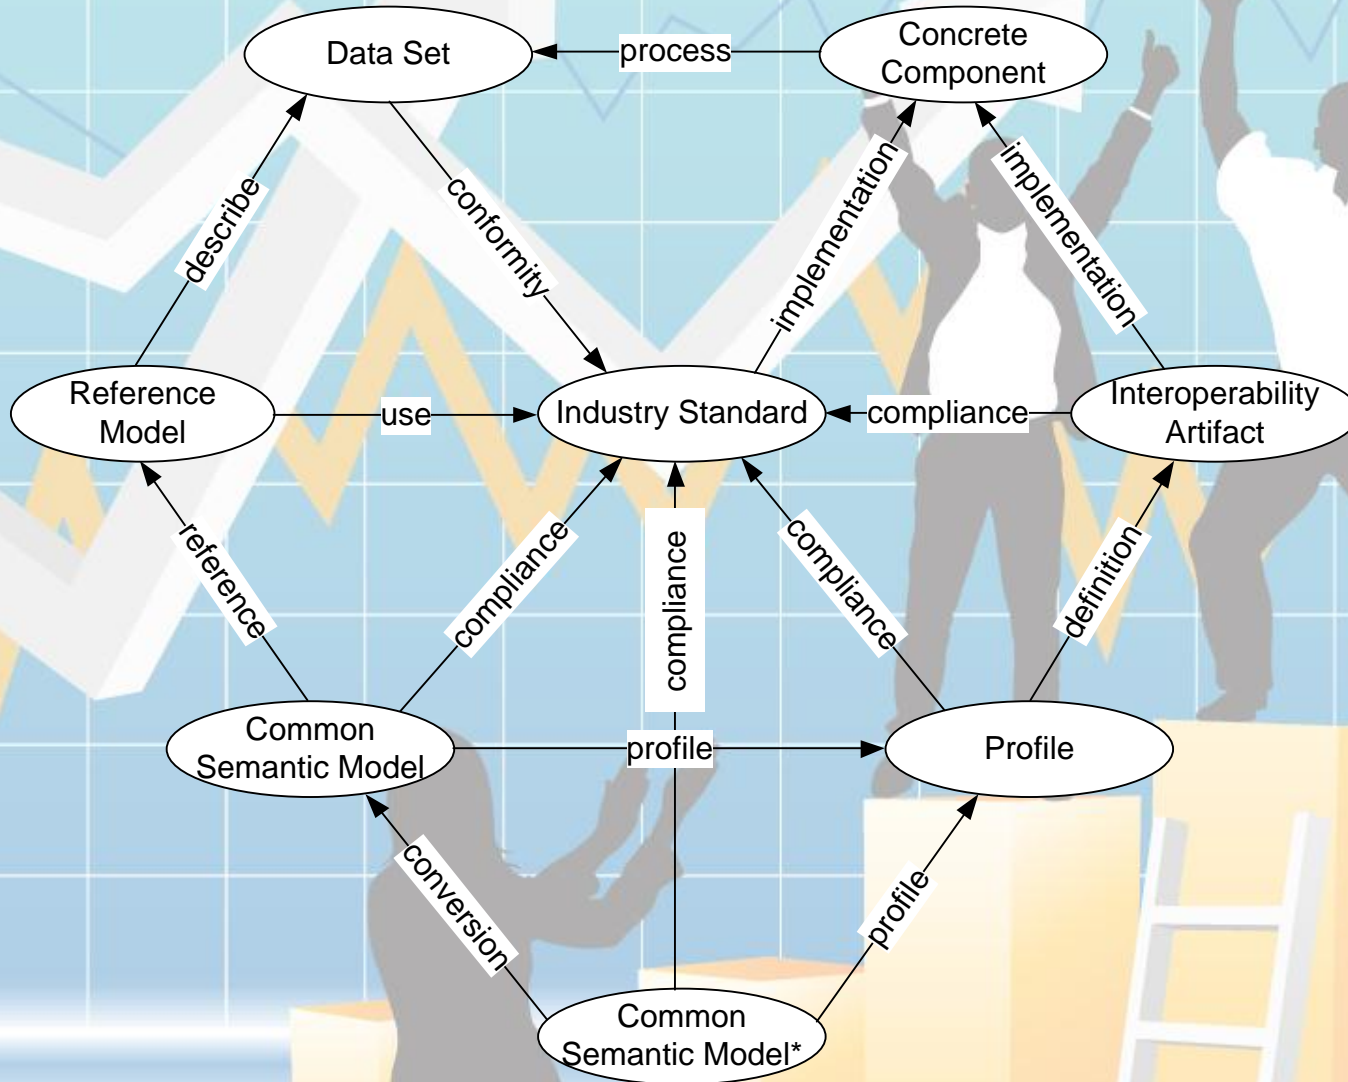 Data Set
process
Concrete
Component
describe
conformity
implementation
implementation
Reference
Model
use
Industry Standard
compliance
Interoperability
Artifact
reference
compliance
compliance
compliance
definition
Common
Semantic Model
profile
Profile
conversion
profile
Common
Semantic Model*